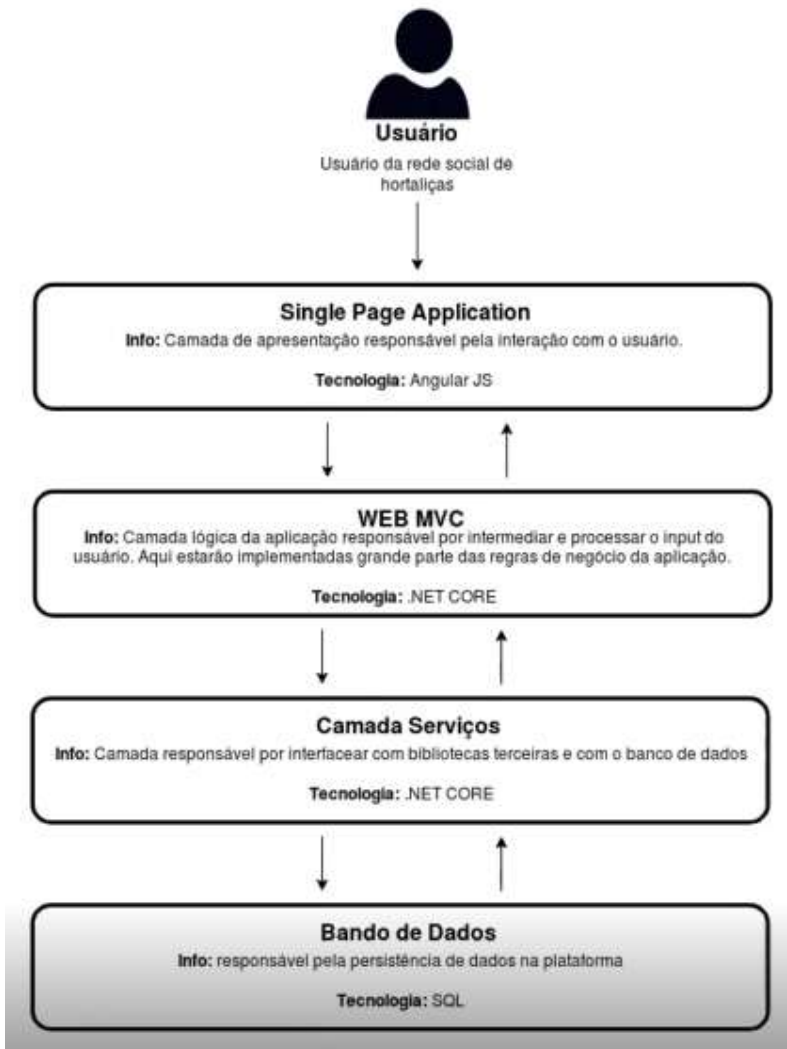 Usuário
Usuário da rede social de
hortaliças
Single Page Application
Info: Camada de apresentação responsável pela interação com o usuário.
Tecnologia: Angular JS
WEB MVC
Info: Camada lógica da aplicação responsável por intermediar e processar o input do
usuário. Aqui estarão implementadas grande parte das regras de negócio da aplicação.
Tecnologia: .NET CORE
Camada Serviços
Info: Camada responsável por interfacear com bibliotecas terceiras e com o banco de dados
Tecnologia: .NET CORE
Bando de Dados
Info: responsável pela persistência de dados na plataforma
Tecnologia: SQL